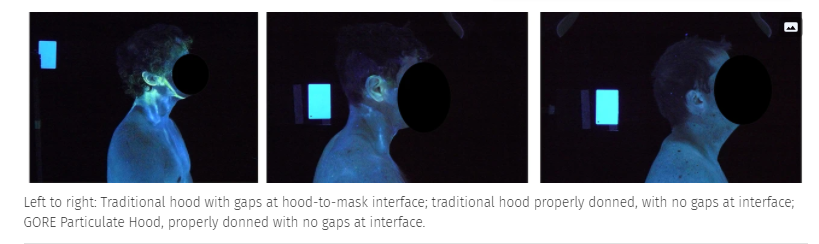 Left to right: Traditional hood with gaps at hood-to-mask interface; traditional hood properly donned, with no gaps at interface;
GORE Particulate Hood, properly donned with no gaps at interface.